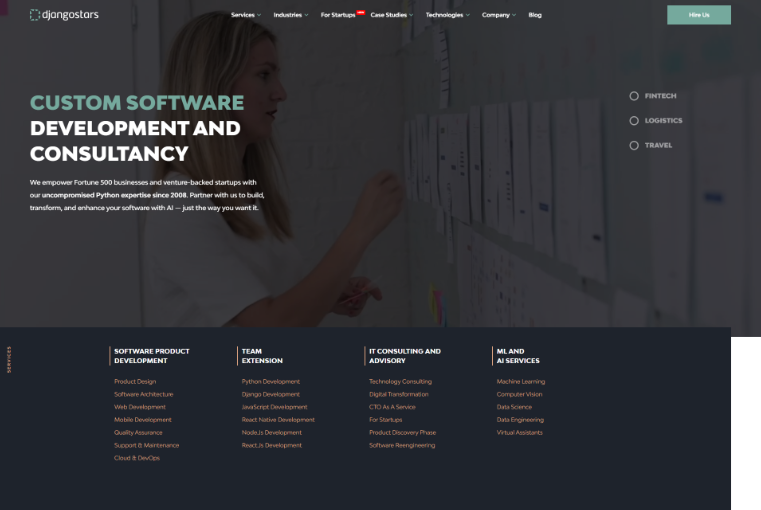 djangostars
Services
Industries
For Startups
NEW
Case Studies
Technologies
Company
Blog
Hire Us
CUSTOM SOFTWARE
DEVELOPMENT AND
CONSULTANCY
We empower Fortune 500 businesses and venture-backed startups with
our uncompromised Python expertise since 2008. Partner with us to build,
transform, and enhance your software with AI — just the way you want it.
FINTECH
LOGISTICS
TRAVEL
SERVICES
SOFTWARE PRODUCT
DEVELOPMENT
Product Design
Software Architecture
Web Development
Mobile Development
Quality Assurance
Support & Maintenance
Cloud & DevOps
TEAM
EXTENSION
Python Development
Django Development
JavaScript Development
React Native Development
NodeJs Development
ReactJs Development
IT CONSULTING AND
ADVISORY
Technology Consulting
Digital Transformation
CTO As A Service
For Startups
Product Discovery Phase
Software Reengineering
ML AND
AI SERVICES
Machine Learning
Computer Vision
Data Science
Data Engineering
Virtual Assistants